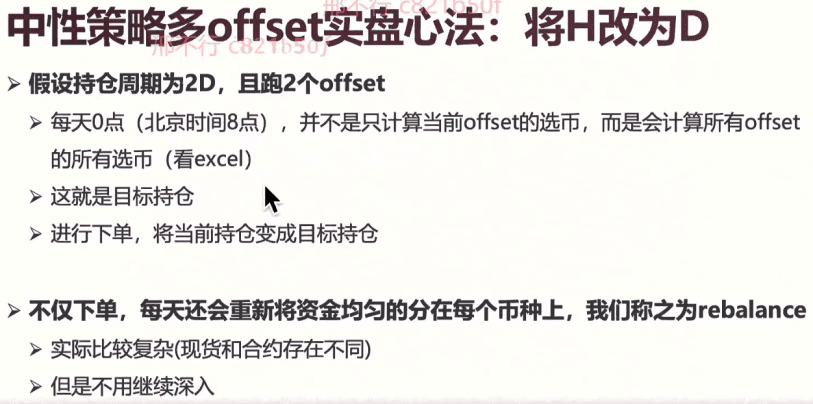 邢不行 c821b50f
中性策略多offset实盘心法：将H改为D
邢不行 c821b50f
➢ 假设持仓周期为2D，且跑2个offset
➢ 每天0点（北京时间8点），并不是只计算当前offset的选币，而是会计算所有offset
的所有选币（看excel）
➢ 这就是目标持仓
➢ 进行下单，将当前持仓变成目标持仓
➢ 不仅下单，每天还会重新将资金均匀的分在每个币种上，我们称之为rebalance
➢ 实际比较复杂(现货和合约存在不同)
➢ 但是不用继续深入